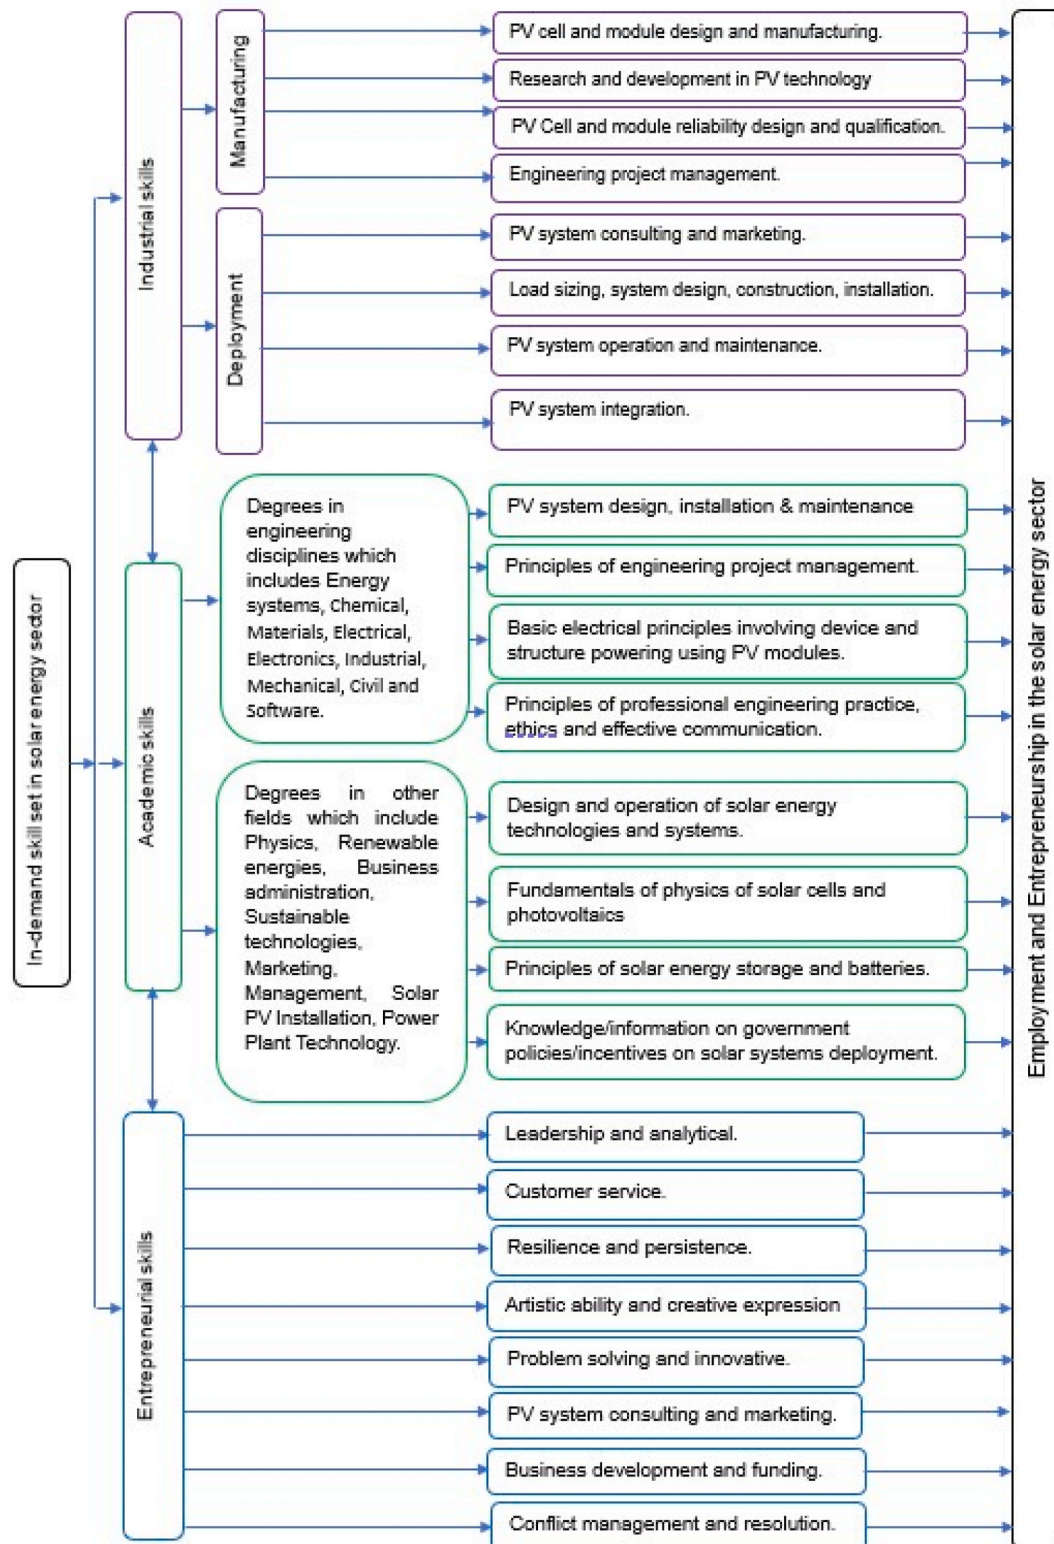 In-demand skill set in solar energy sector
Industrial skills
Manufacturing
PV cell and module design and manufacturing.
Research and development in PV technology
PV Cell and module reliability design and qualification.
Engineering project management.
Deployment
PV system consulting and marketing.
Load sizing, system design, construction, installation.
PV system operation and maintenance.
PV system integration.
Academic skills
Degrees in
engineering
disciplines which
includes Energy
systems, Chemical,
Materials, Electrical,
Electronics, Industrial,
Mechanical, Civil and
Software.
PV system design, installation & maintenance
Principles of engineering project management.
Basic electrical principles involving device and
structure powering using PV modules.
Principles of professional engineering practice,
ethics and effective communication.
Degrees in other
fields which include
Physics, Renewable
energies, Business
administration,
Sustainable
technologies,
Marketing,
Management, Solar
PV Installation, Power
Plant Technology.
Design and operation of solar energy
technologies and systems.
Fundamentals of physics of solar cells and
photovoltaics
Principles of solar energy storage and batteries.
Knowledge/information on government
policies/incentives on solar systems deployment.
Entrepreneurial skills
Leadership and analytical.
Customer service.
Resilience and persistence.
Artistic ability and creative expression
Problem solving and innovative.
PV system consulting and marketing.
Business development and funding.
Conflict management and resolution.
Employment and Entrepreneurship in the solar energy sector